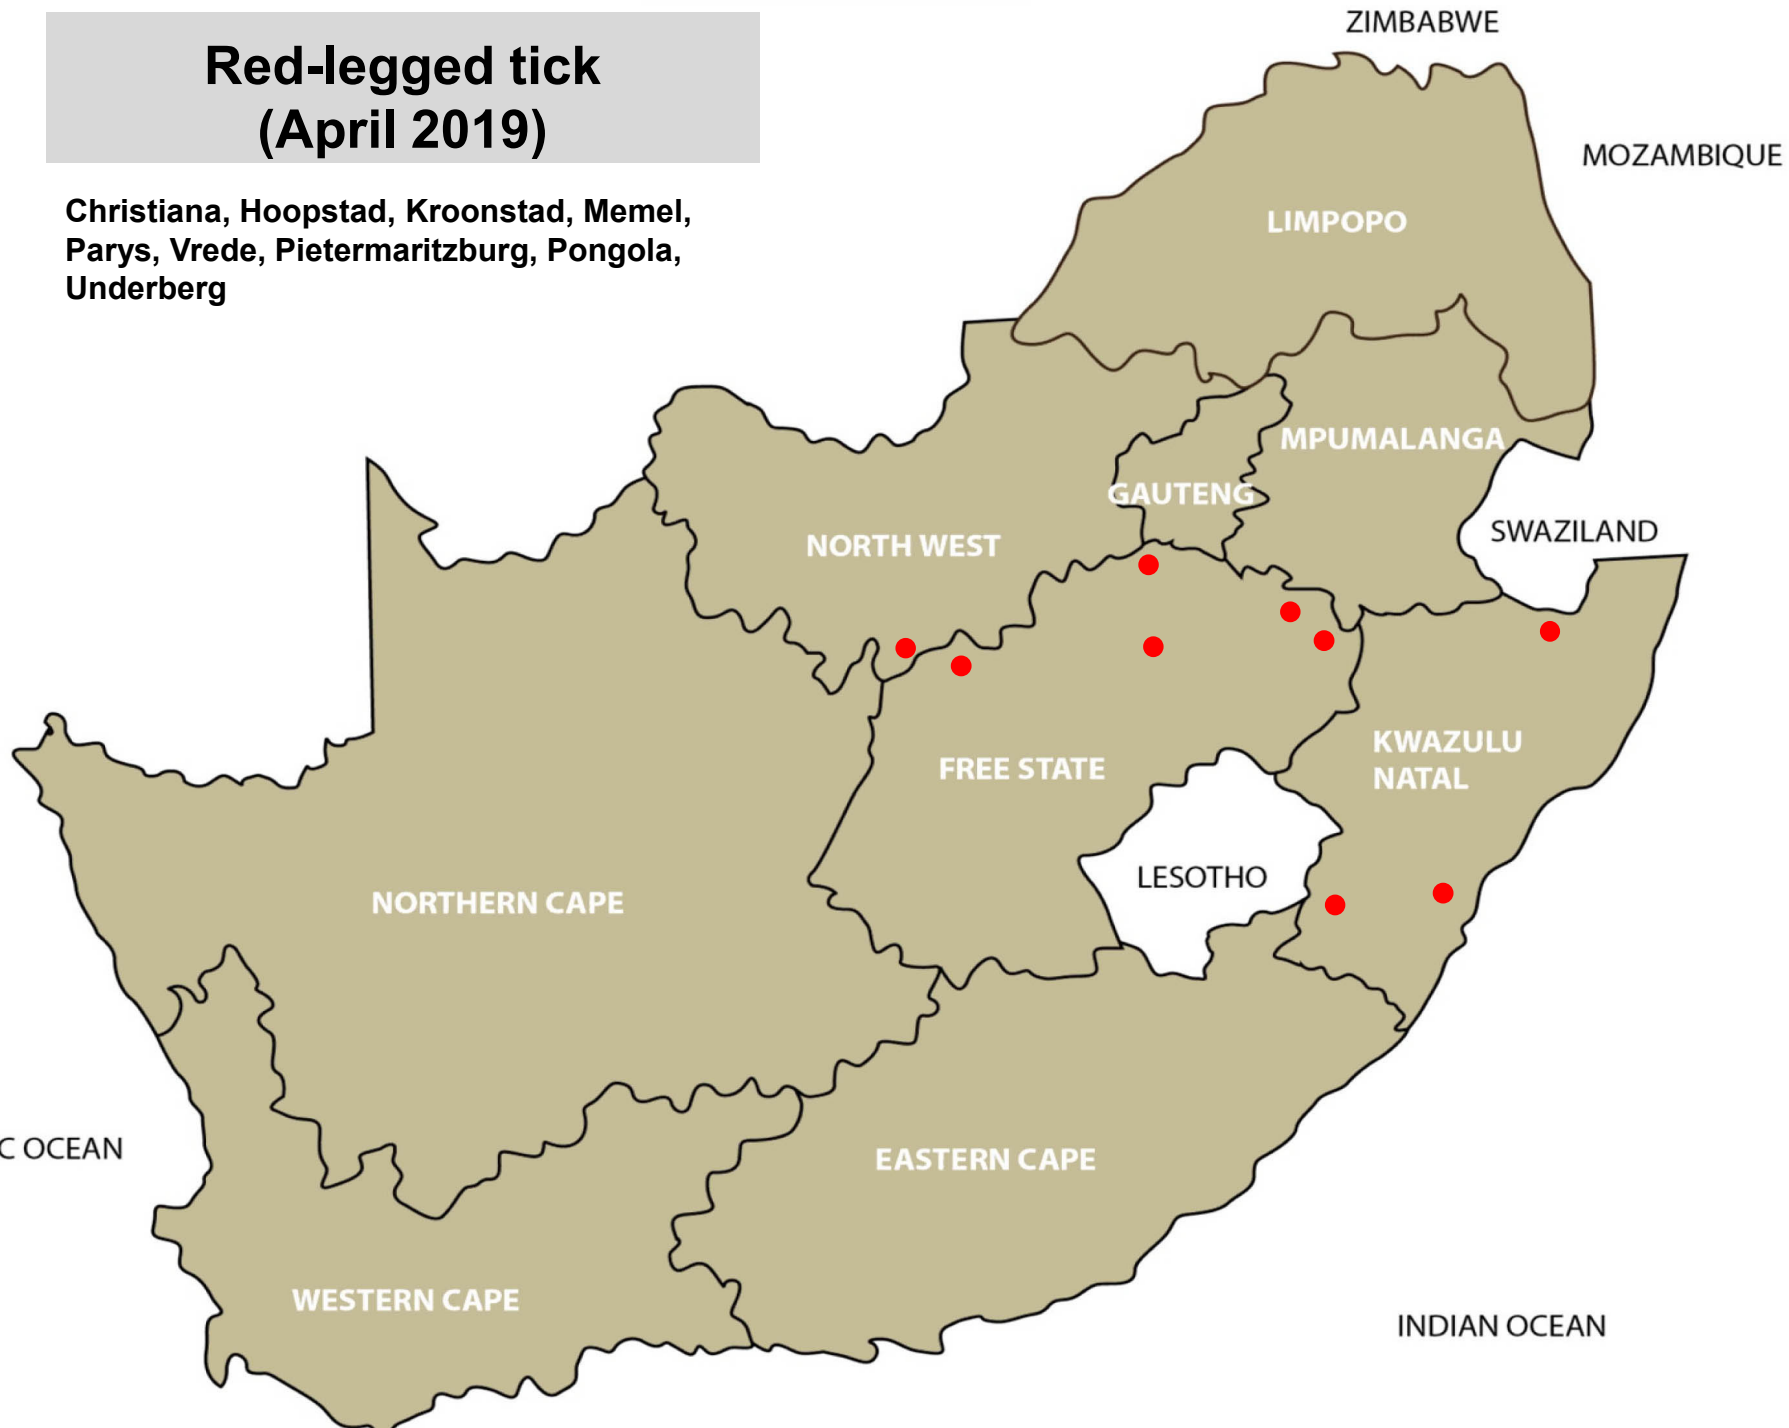 Red-legged tick
(April 2019)
Christiana, Hoopstad, Kroonstad, Memel,
Parys, Vrede, Pietermaritzburg, Pongola,
Underberg
ZIMBABWE
MOZAMBIQUE
LIMPOPO
MPUMALANGA
GAUTENG
SWAZILAND
NORTH WEST
KWAZULU
NATAL
FREE STATE
LESOTHO
NORTHERN CAPE
C OCEAN
EASTERN CAPE
WESTERN CAPE
INDIAN OCEAN